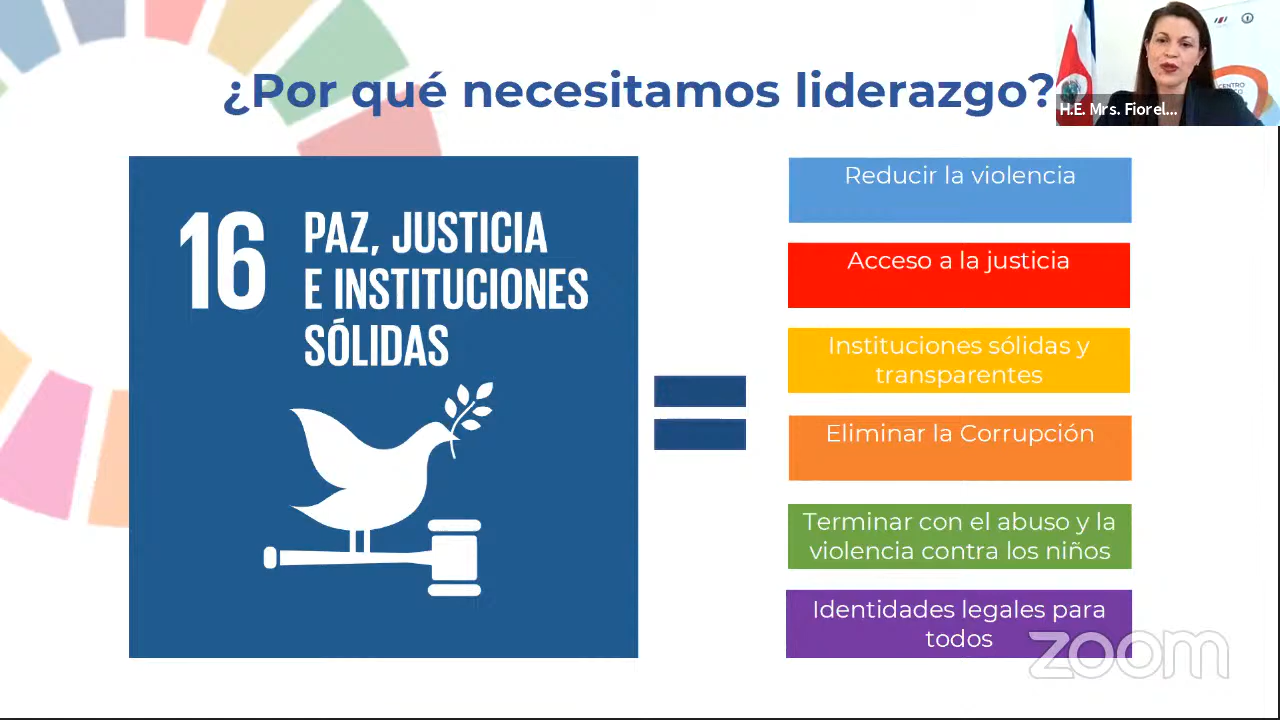 ¿Por qué necesitamos liderazgo?
H.E. Mrs. Fiorel...
16
PAZ, JUSTICIA
E INSTITUCIONES
SÓLIDAS
Reducir la violencia
Acceso a la justicia
Instituciones sólidas y
transparentes
Eliminar la Corrupción
Terminar con el abuso y la
violencia contra los niños
Identidades legales para
todos
zoom